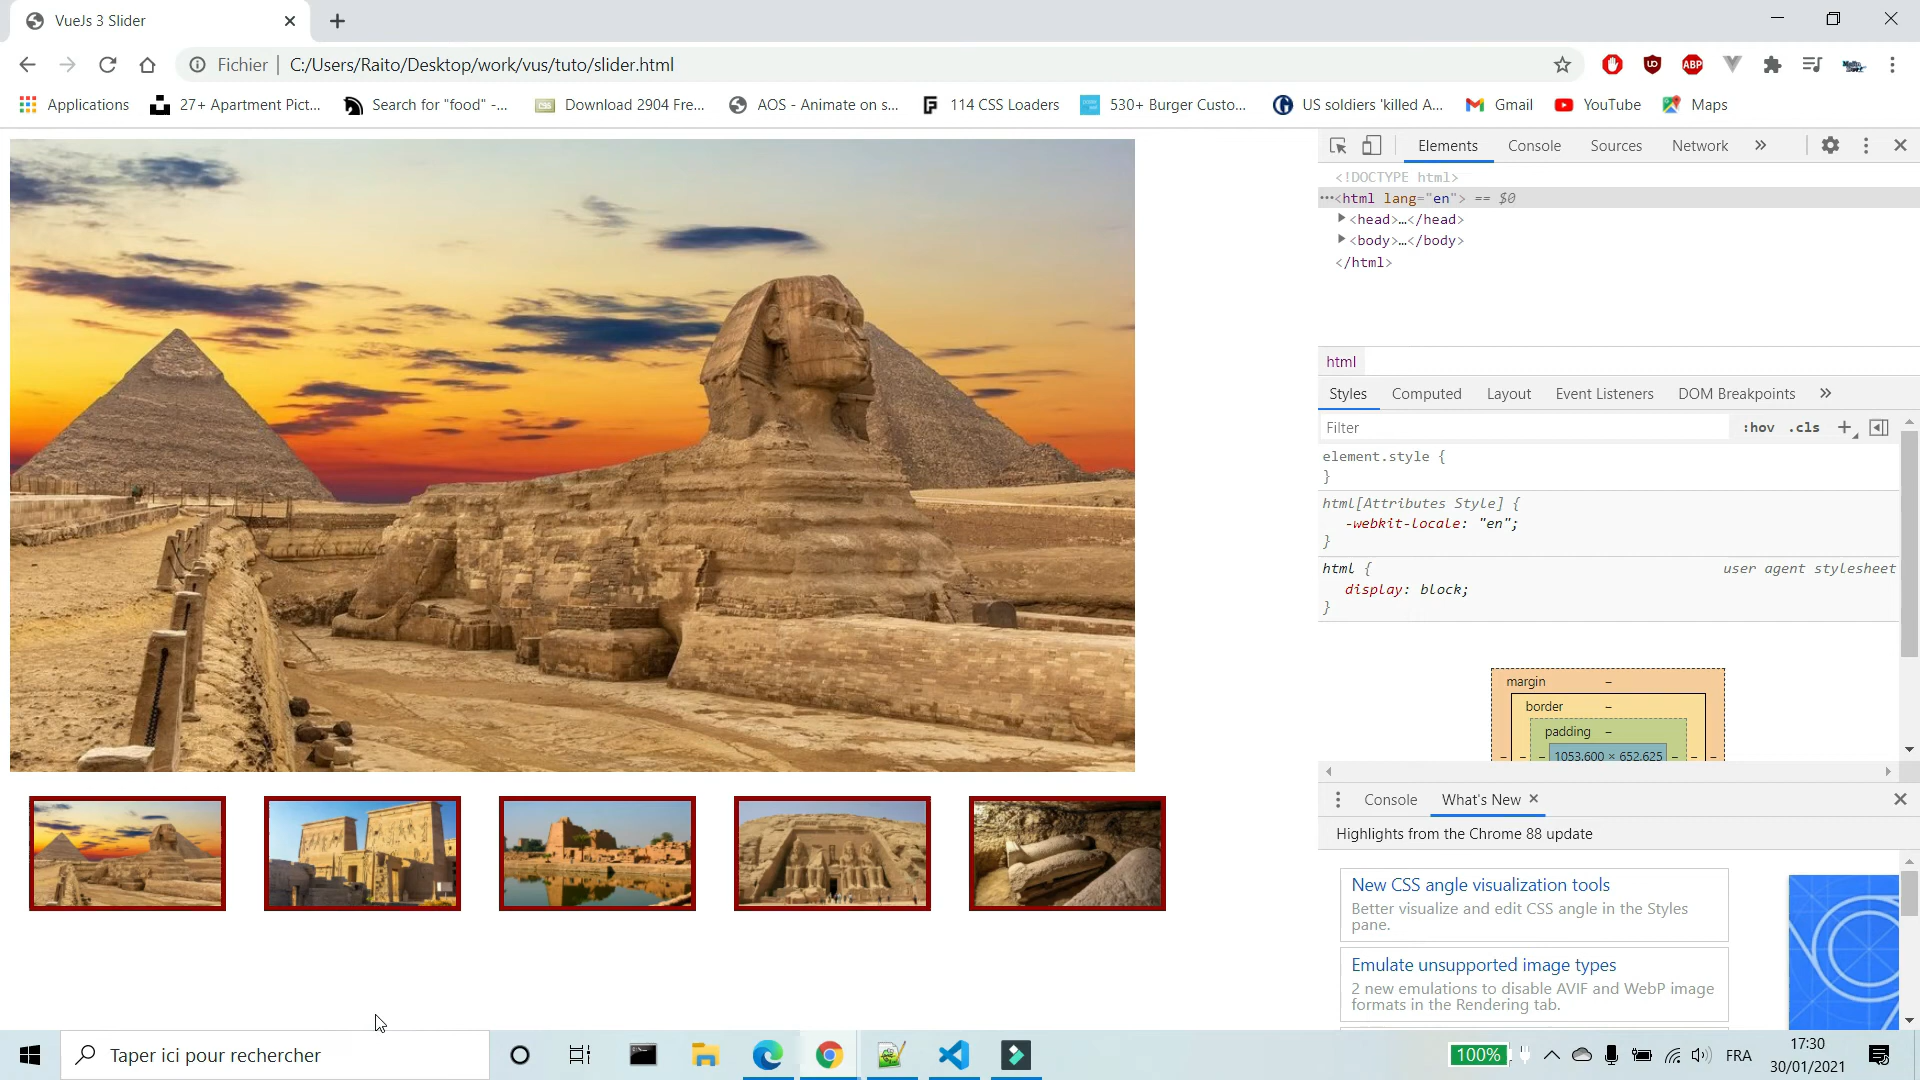 VueJs 3 Slider
Fichier | C:/Users/Raito/Desktop/work/vus/tuto/slider.html
Applications 27+ Apartment Pict... Search for "food" -... Download 2904 Fre... AOS - Animate on s... 114 CSS Loaders 530+ Burger Custo... US soldiers 'killed A... Gmail YouTube Maps
Elements Console Sources Network »
<!DOCTYPE html>
···<html lang="en"> == $0
<head>…</head>
<body>…</body>
</html>
html
Styles Computed Layout Event Listeners DOM Breakpoints »
Filter :hov .cls +
element.style {
}
html[Attributes Style] {
-webkit-locale: "en";
}
html { user agent stylesheet
display: block;
}
margin –
border –
padding –
– – – 1053.600 × 652.625 – – –
Console What's New ×
Highlights from the Chrome 88 update
New CSS angle visualization tools
Better visualize and edit CSS angle in the Styles
pane.
Emulate unsupported image types
2 new emulations to disable AVIF and WebP image
formats in the Rendering tab.
Taper ici pour rechercher
100% FRA 17:30
30/01/2021